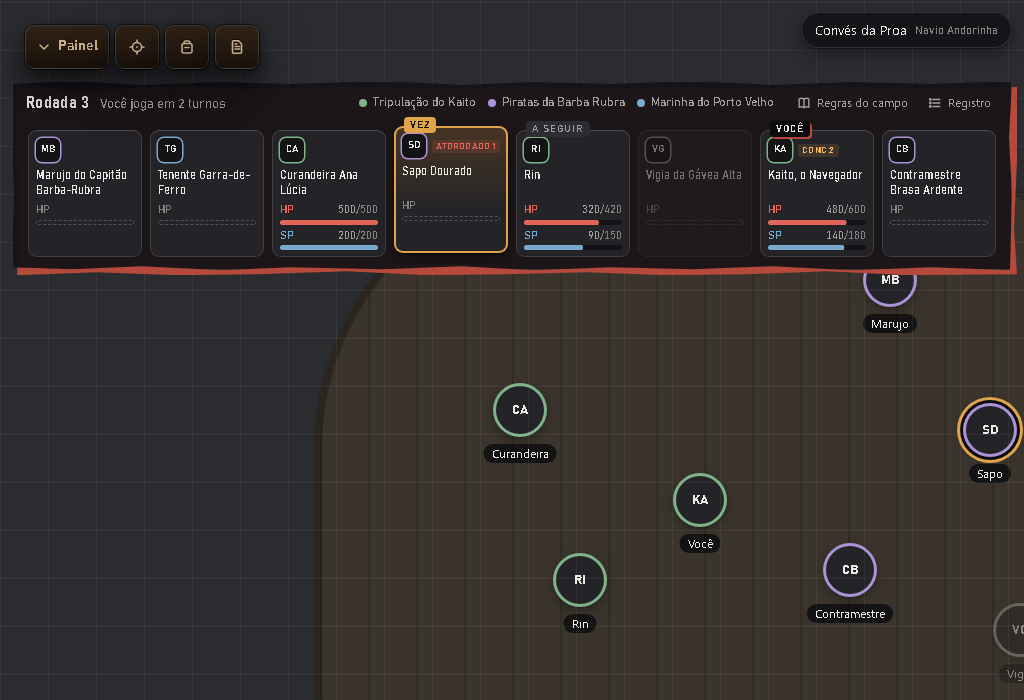 Painel
Convés da Proa Navio Andorinha
Rodada 3 Você joga em 2 turnos
Tripulação do Kaito Piratas da Barba Rubra Marinha do Porto Velho
Regras do campo Registro
MB
Marujo do Capitão
Barba-Rubra
HP
TG
Tenente Garra-de-
Ferro
HP
CA
Curandeira Ana
Lúcia
HP 500/500
SP 200/200
VEZ
SD ATORDOADO 1
Sapo Dourado
HP
A SEGUIR
RI
Rin
HP 320/420
SP 90/150
VG
Vigia da Gávea Alta
HP
VOCÊ
KA CONC 2
Kaito, o Navegador
HP 480/600
SP 140/180
CB
Contramestre
Brasa Ardente
HP
MB
Marujo
CA
Curandeira
SD
Sapo
KA
Você
CB
Contramestre
RI
Rin